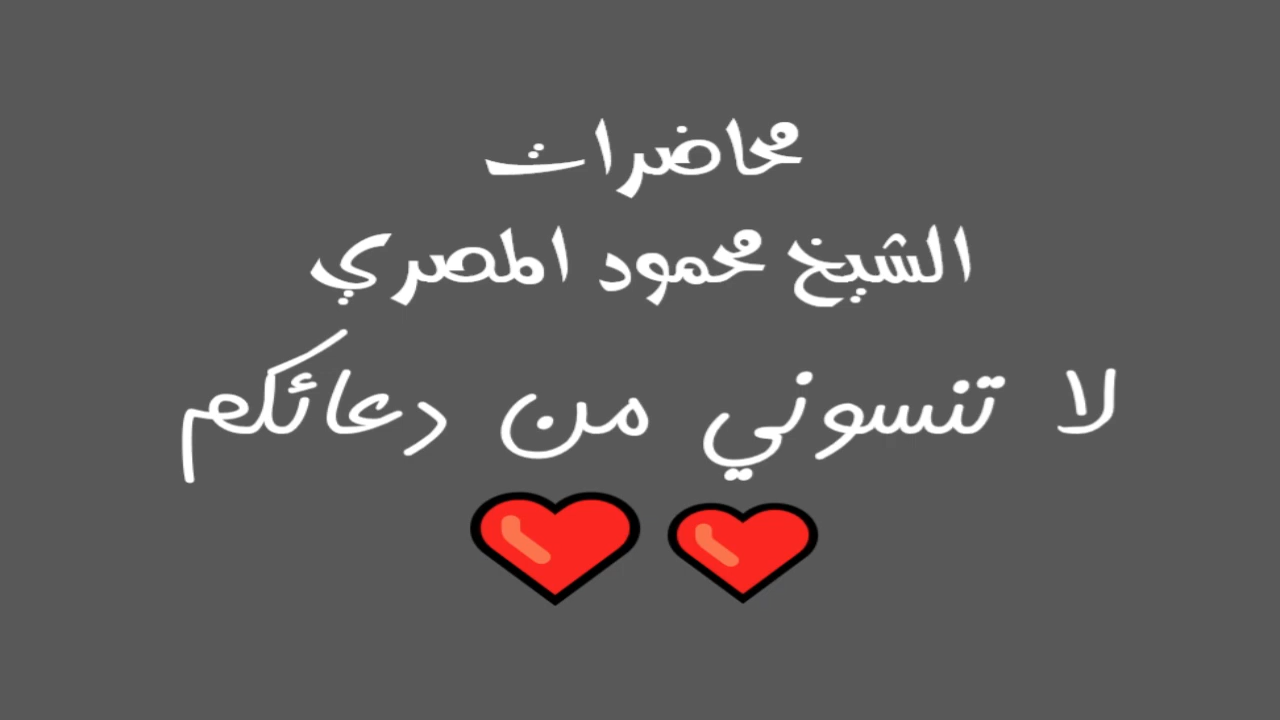 محاضرات
الشيخ محمود المصري
لا تنسوني من دعائكم